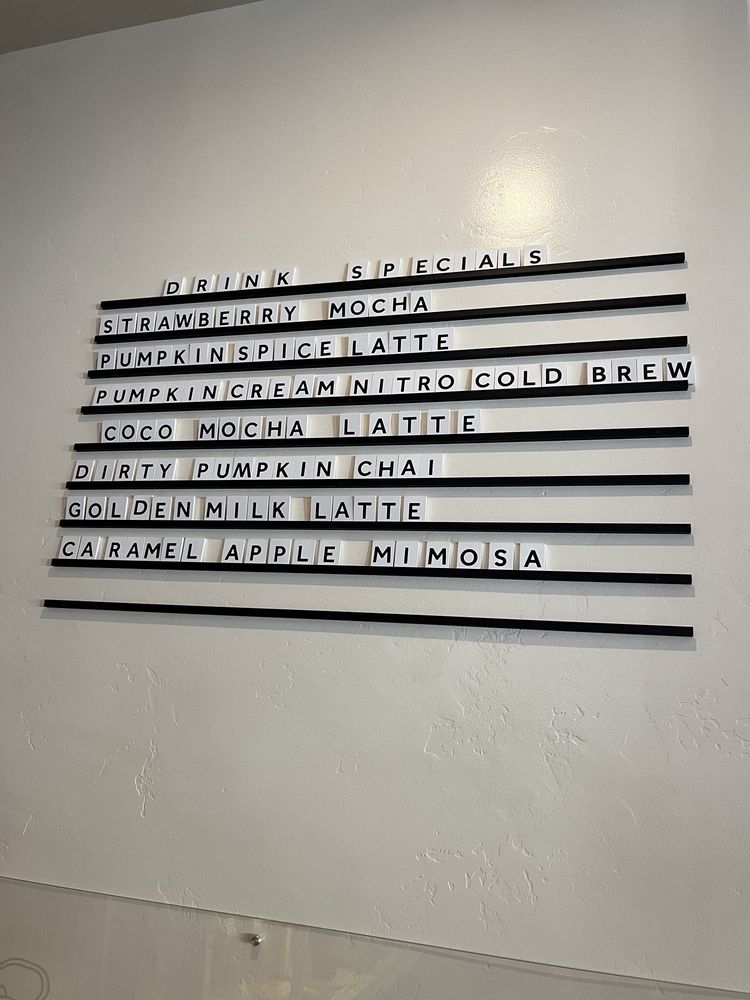 DRINK SPECIALS
STRAWBERRY MOCHA
PUMPKIN SPICE LATTE
PUMPKIN CREAM NITRO COLD BREW
COCO MOCHA LATTE
DIRTY PUMPKIN CHAI
GOLDEN MILK LATTE
CARAMEL APPLE MIMOSA